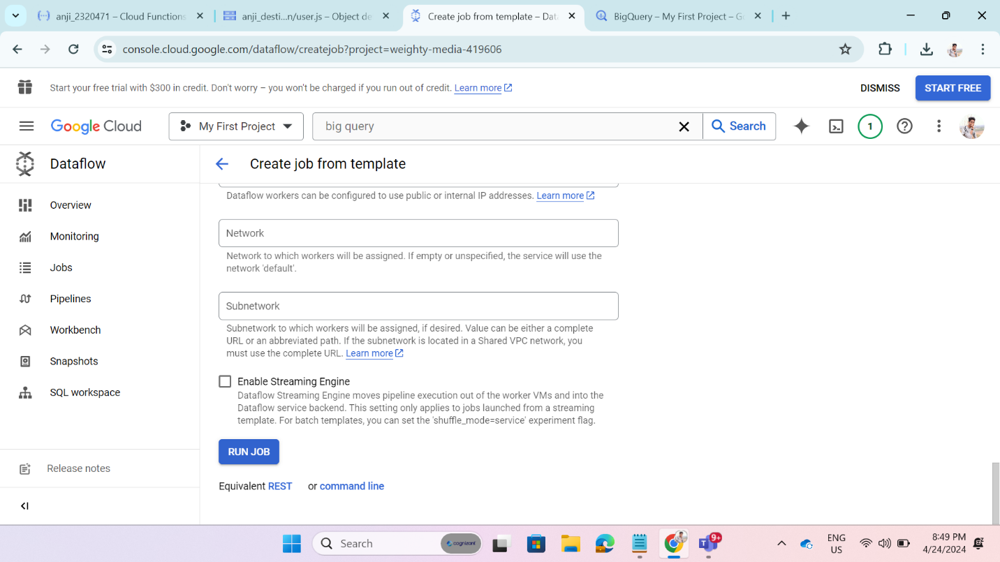 anji_2320471 – Cloud Functions
anji_desti...n/user.js – Object de
Create job from template – Data
BigQuery – My First Project – Go
console.cloud.google.com/dataflow/createjob?project=weighty-media-419606
Start your free trial with $300 in credit. Don't worry – you won't be charged if you run out of credit. Learn more
DISMISS
START FREE
Google Cloud
My First Project
big query
Search
1
Dataflow
Create job from template
Overview
Monitoring
Jobs
Pipelines
Workbench
Snapshots
SQL workspace
Release notes
Dataflow workers can be configured to use public or internal IP addresses. Learn more
Network
Network to which workers will be assigned. If empty or unspecified, the service will use the
network 'default'.
Subnetwork
Subnetwork to which workers will be assigned, if desired. Value can be either a complete
URL or an abbreviated path. If the subnetwork is located in a Shared VPC network, you
must use the complete URL. Learn more
Enable Streaming Engine
Dataflow Streaming Engine moves pipeline execution out of the worker VMs and into the
Dataflow service backend. This setting only applies to jobs launched from a streaming
template. For batch templates, you can set the 'shuffle_mode=service' experiment flag.
RUN JOB
Equivalent REST or command line
Search
cognizant
9+
ENG
US
8:49 PM
4/24/2024